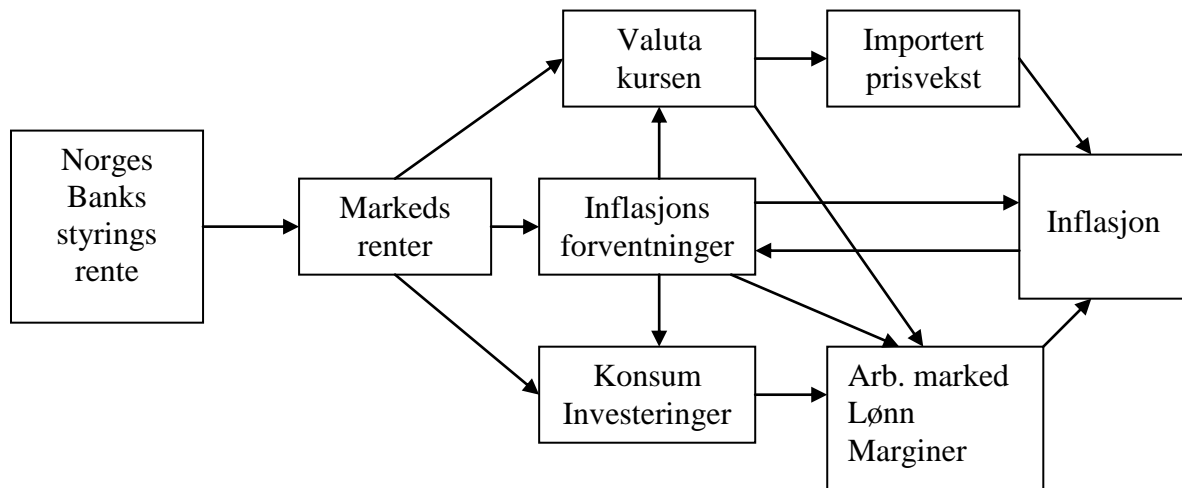 Norges
Banks
styrings
rente
Markeds
renter
Valuta
kursen
Inflasjons
forventninger
Konsum
Investeringer
Importert
prisvekst
Arb. marked
Lønn
Marginer
Inflasjon